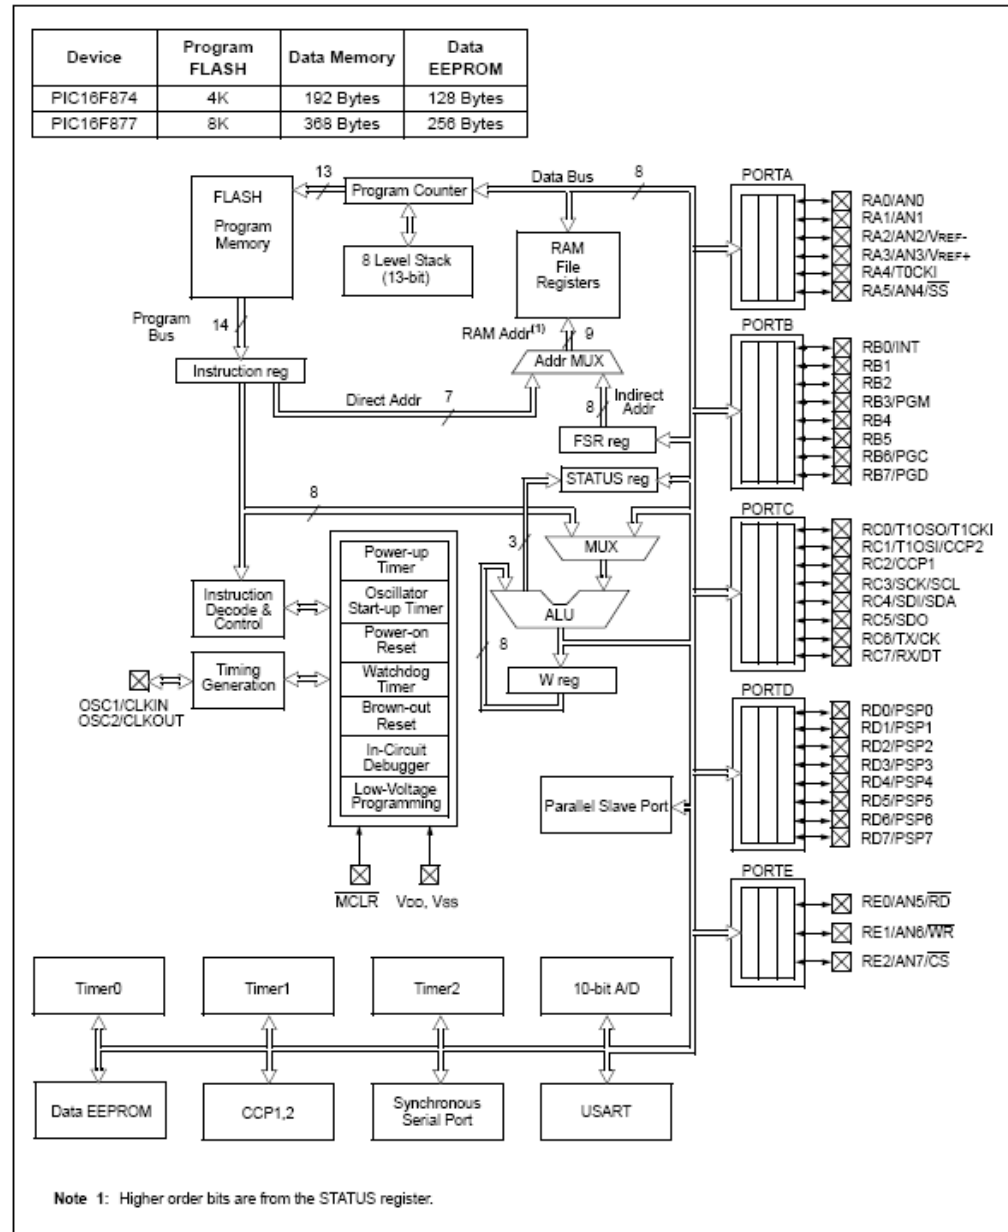 Device Program FLASH Data Memory Data EEPROM
PIC16F874 4K 192 Bytes 128 Bytes
PIC16F877 8K 368 Bytes 256 Bytes
FLASH
Program
Memory
13
Program Counter
8 Level Stack
(13-bit)
Data Bus
8
RAM
File
Registers
Program
Bus
14
RAM Addr(1)
9
Addr MUX
Instruction reg
Direct Addr
7
8
Indirect
Addr
FSR reg
STATUS reg
8
3
MUX
ALU
8
W reg
Instruction
Decode &
Control
Timing
Generation
OSC1/CLKIN
OSC2/CLKOUT
Power-up
Timer
Oscillator
Start-up Timer
Power-on
Reset
Watchdog
Timer
Brown-out
Reset
In-Circuit
Debugger
Low-Voltage
Programming
MCLR
VDD, VSS
Parallel Slave Port
PORTA
RA0/AN0
RA1/AN1
RA2/AN2/VREF-
RA3/AN3/VREF+
RA4/T0CKI
RA5/AN4/SS
PORTB
RB0/INT
RB1
RB2
RB3/PGM
RB4
RB5
RB6/PGC
RB7/PGD
PORTC
RC0/T1OSO/T1CKI
RC1/T1OSI/CCP2
RC2/CCP1
RC3/SCK/SCL
RC4/SDI/SDA
RC5/SDO
RC6/TX/CK
RC7/RX/DT
PORTD
RD0/PSP0
RD1/PSP1
RD2/PSP2
RD3/PSP3
RD4/PSP4
RD5/PSP5
RD6/PSP6
RD7/PSP7
PORTE
RE0/AN5/RD
RE1/AN6/WR
RE2/AN7/CS
Timer0
Timer1
Timer2
10-bit A/D
Data EEPROM
CCP1,2
Synchronous
Serial Port
USART
Note 1: Higher order bits are from the STATUS register.